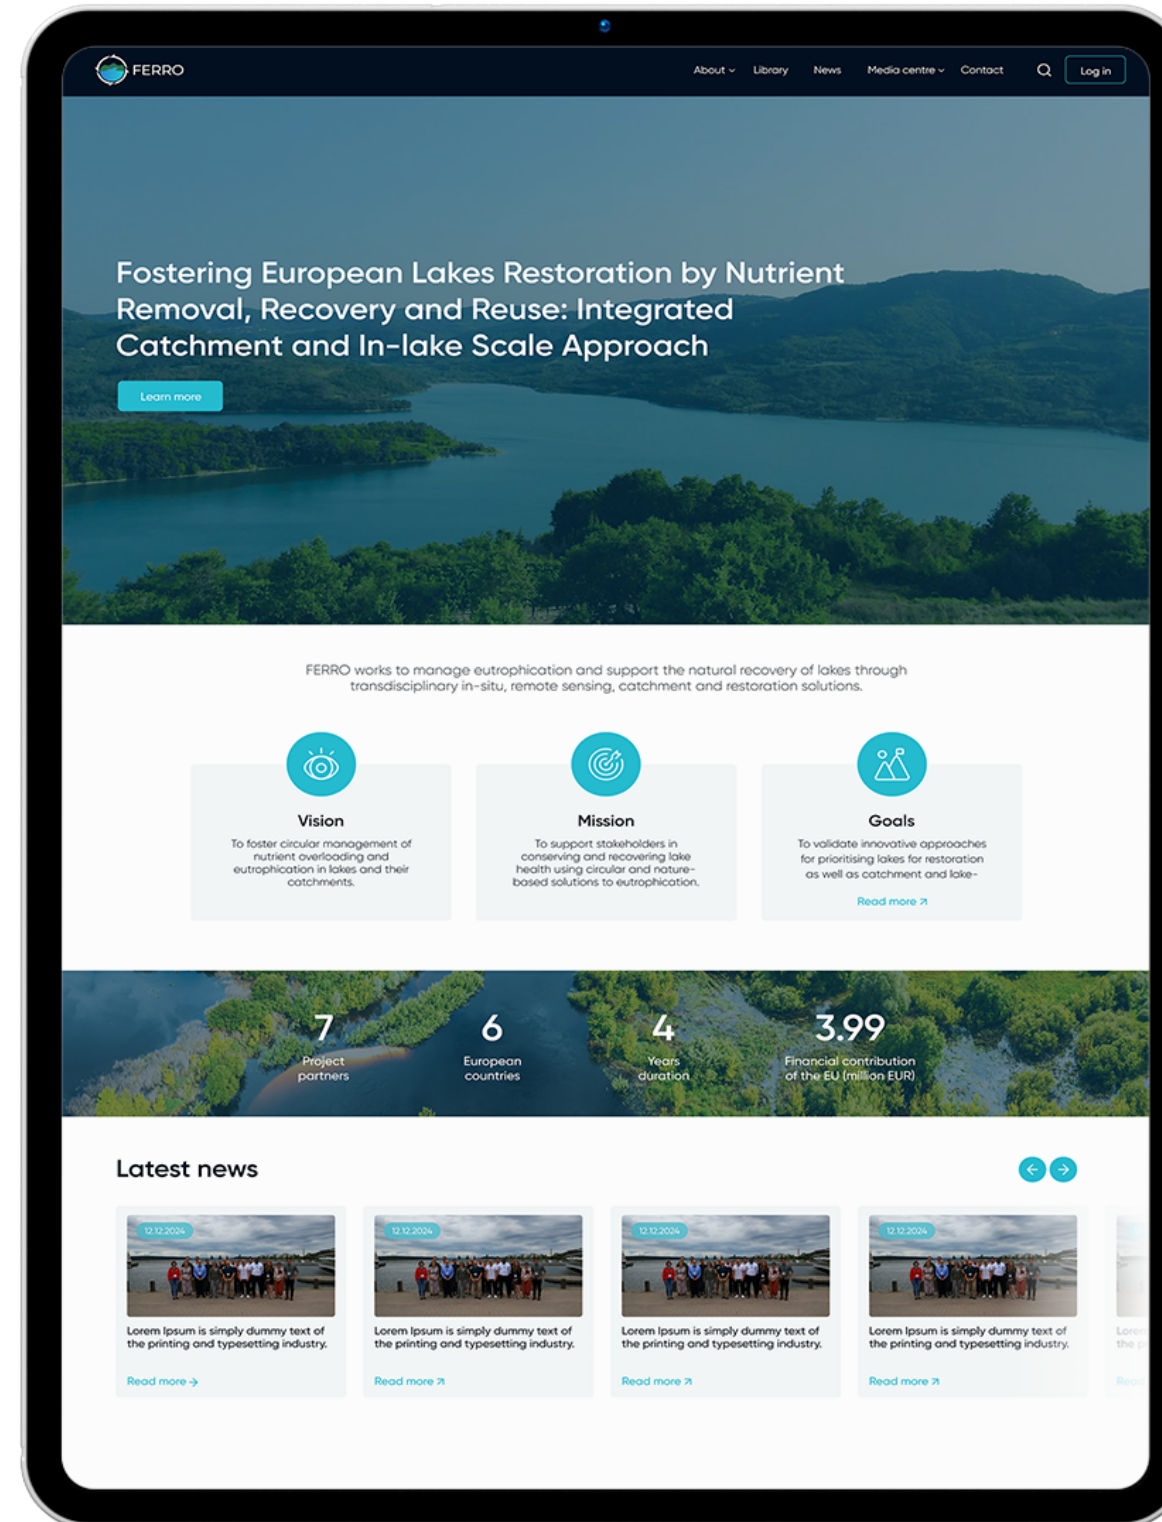 FERRO
About
Library
News
Media centre
Contact
Log in
Fostering European Lakes Restoration by Nutrient
Removal, Recovery and Reuse: Integrated
Catchment and In-lake Scale Approach
Learn more
FERRO works to manage eutrophication and support the natural recovery of lakes through
transdisciplinary in-situ, remote sensing, catchment and restoration solutions.
Vision
To foster circular management of
nutrient overloading and
eutrophication in lakes and their
catchments.
Mission
To support stakeholders in
conserving and recovering lake
health using circular and nature-
based solutions to eutrophication.
Goals
To validate innovative approaches
for prioritising lakes for restoration
as well as catchment and lake-
Read more
7
Project
partners
6
European
countries
4
Years
duration
3.99
Financial contribution
of the EU (million EUR)
Latest news
12.12.2024
Lorem Ipsum is simply dummy text of
the printing and typesetting industry.
Read more
12.12.2024
Lorem Ipsum is simply dummy text of
the printing and typesetting industry.
Read more
12.12.2024
Lorem Ipsum is simply dummy text of
the printing and typesetting industry.
Read more
12.12.2024
Lorem Ipsum is simply dummy text of
the printing and typesetting industry.
Read more